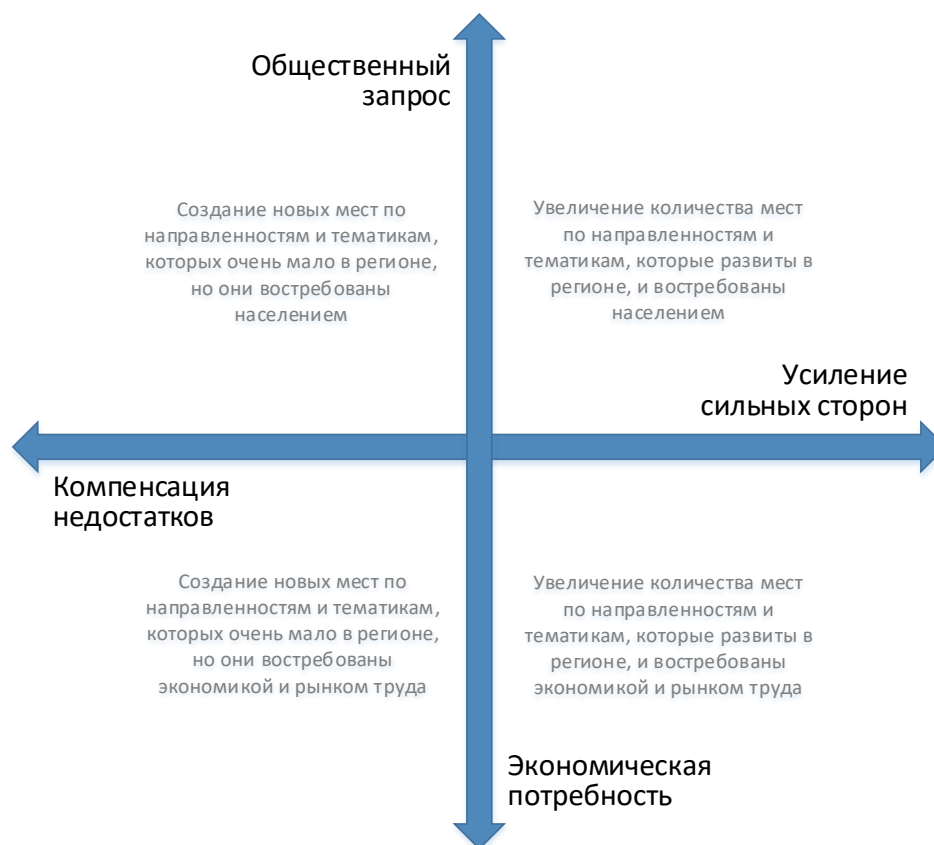 Общественный
запрос
Создание новых мест по
направленностям и тематикам,
которых очень мало в регионе,
но они востребованы
населением
Увеличение количества мест
по направленностям и
тематикам, которые развиты в
регионе, и востребованы
населением
Усиление
сильных сторон
Компенсация
недостатков
Создание новых мест по
направленностям и тематикам,
которых очень мало в регионе,
но они востребованы
экономикой и рынком труда
Увеличение количества мест
по направленностям и
тематикам, которые развиты в
регионе, и востребованы
экономикой и рынком труда
Экономическая
потребность